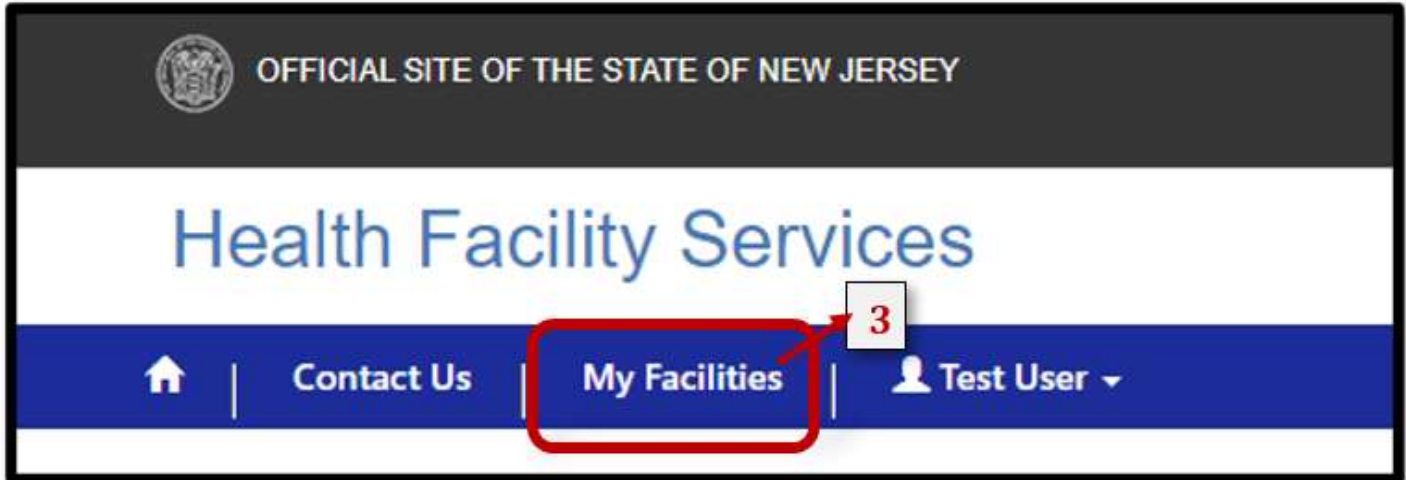 OFFICIAL SITE OF THE STATE OF NEW JERSEY
Health Facility Services
3
| Contact Us | My Facilities | Test User